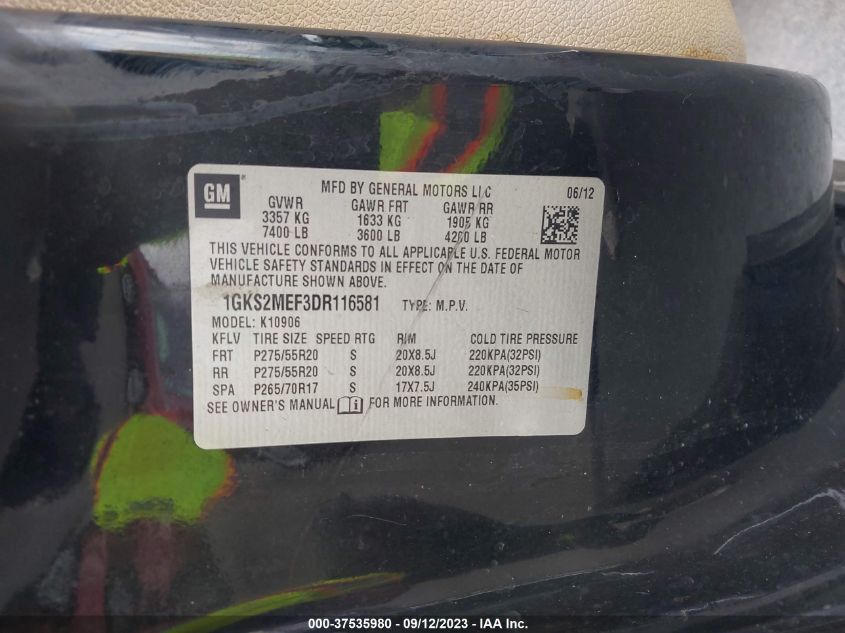 GM
MFD BY GENERAL MOTORS LLC 06/12
GVWR GAWR FRT GAWR RR
3357 KG 1633 KG 1905 KG
7400 LB 3600 LB 4200 LB
THIS VEHICLE CONFORMS TO ALL APPLICABLE U.S. FEDERAL MOTOR
VEHICLE SAFETY STANDARDS IN EFFECT ON THE DATE OF
MANUFACTURE SHOWN ABOVE.
1GKS2MEF3DR116581 TYPE: M.P.V.
MODEL: K10906
KFLV TIRE SIZE SPEED RTG RIM COLD TIRE PRESSURE
FRT P275/55R20 S 20X8.5J 220KPA(32PSI)
RR P275/55R20 S 20X8.5J 220KPA(32PSI)
SPA P265/70R17 S 17X7.5J 240KPA(35PSI)
SEE OWNER'S MANUAL FOR MORE INFORMATION.
000-37535980 - 09/12/2023 - IAA Inc.